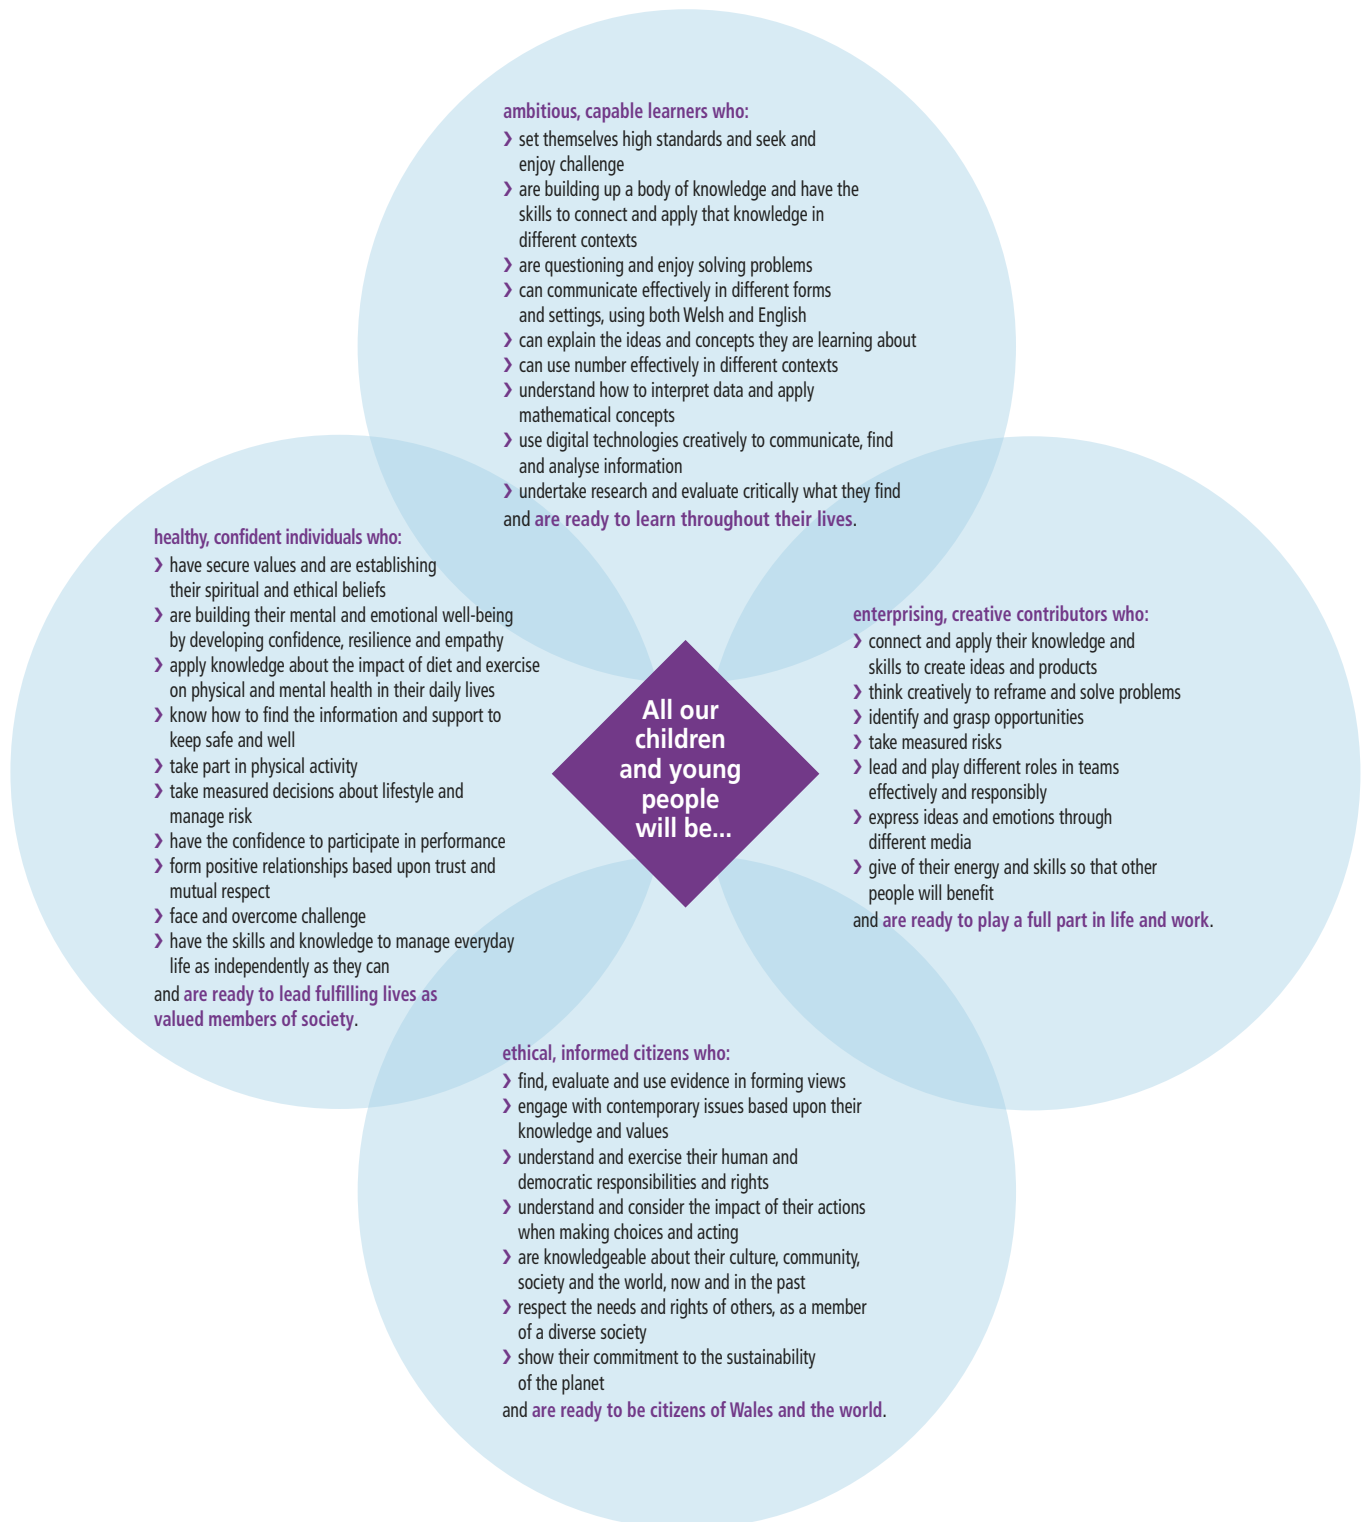 ambitious, capable learners who:
❯ set themselves high standards and seek and
enjoy challenge
❯ are building up a body of knowledge and have the
skills to connect and apply that knowledge in
different contexts
❯ are questioning and enjoy solving problems
❯ can communicate effectively in different forms
and settings, using both Welsh and English
❯ can explain the ideas and concepts they are learning about
❯ can use number effectively in different contexts
❯ understand how to interpret data and apply
mathematical concepts
❯ use digital technologies creatively to communicate, find
and analyse information
❯ undertake research and evaluate critically what they find
and are ready to learn throughout their lives.
healthy, confident individuals who:
❯ have secure values and are establishing
their spiritual and ethical beliefs
❯ are building their mental and emotional well-being
by developing confidence, resilience and empathy
❯ apply knowledge about the impact of diet and exercise
on physical and mental health in their daily lives
❯ know how to find the information and support to
keep safe and well
❯ take part in physical activity
❯ take measured decisions about lifestyle and
manage risk
❯ have the confidence to participate in performance
❯ form positive relationships based upon trust and
mutual respect
❯ face and overcome challenge
❯ have the skills and knowledge to manage everyday
life as independently as they can
and are ready to lead fulfilling lives as
valued members of society.
All our
children
and young
people
will be...
enterprising, creative contributors who:
❯ connect and apply their knowledge and
skills to create ideas and products
❯ think creatively to reframe and solve problems
❯ identify and grasp opportunities
❯ take measured risks
❯ lead and play different roles in teams
effectively and responsibly
❯ express ideas and emotions through
different media
❯ give of their energy and skills so that other
people will benefit
and are ready to play a full part in life and work.
ethical, informed citizens who:
❯ find, evaluate and use evidence in forming views
❯ engage with contemporary issues based upon their
knowledge and values
❯ understand and exercise their human and
democratic responsibilities and rights
❯ understand and consider the impact of their actions
when making choices and acting
❯ are knowledgeable about their culture, community,
society and the world, now and in the past
❯ respect the needs and rights of others, as a member
of a diverse society
❯ show their commitment to the sustainability
of the planet
and are ready to be citizens of Wales and the world.